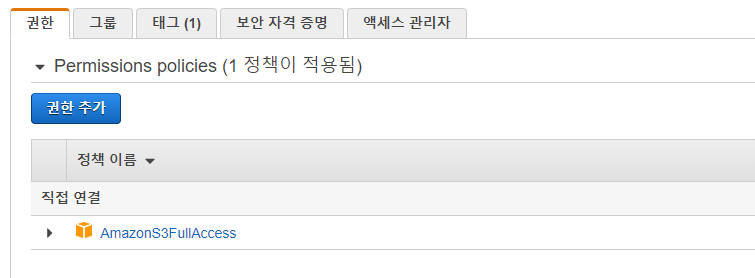 권한
그룹
태그 (1)
보안 자격 증명
액세스 관리자
Permissions policies (1 정책이 적용됨)
권한 추가
정책 이름
직접 연결
AmazonS3FullAccess